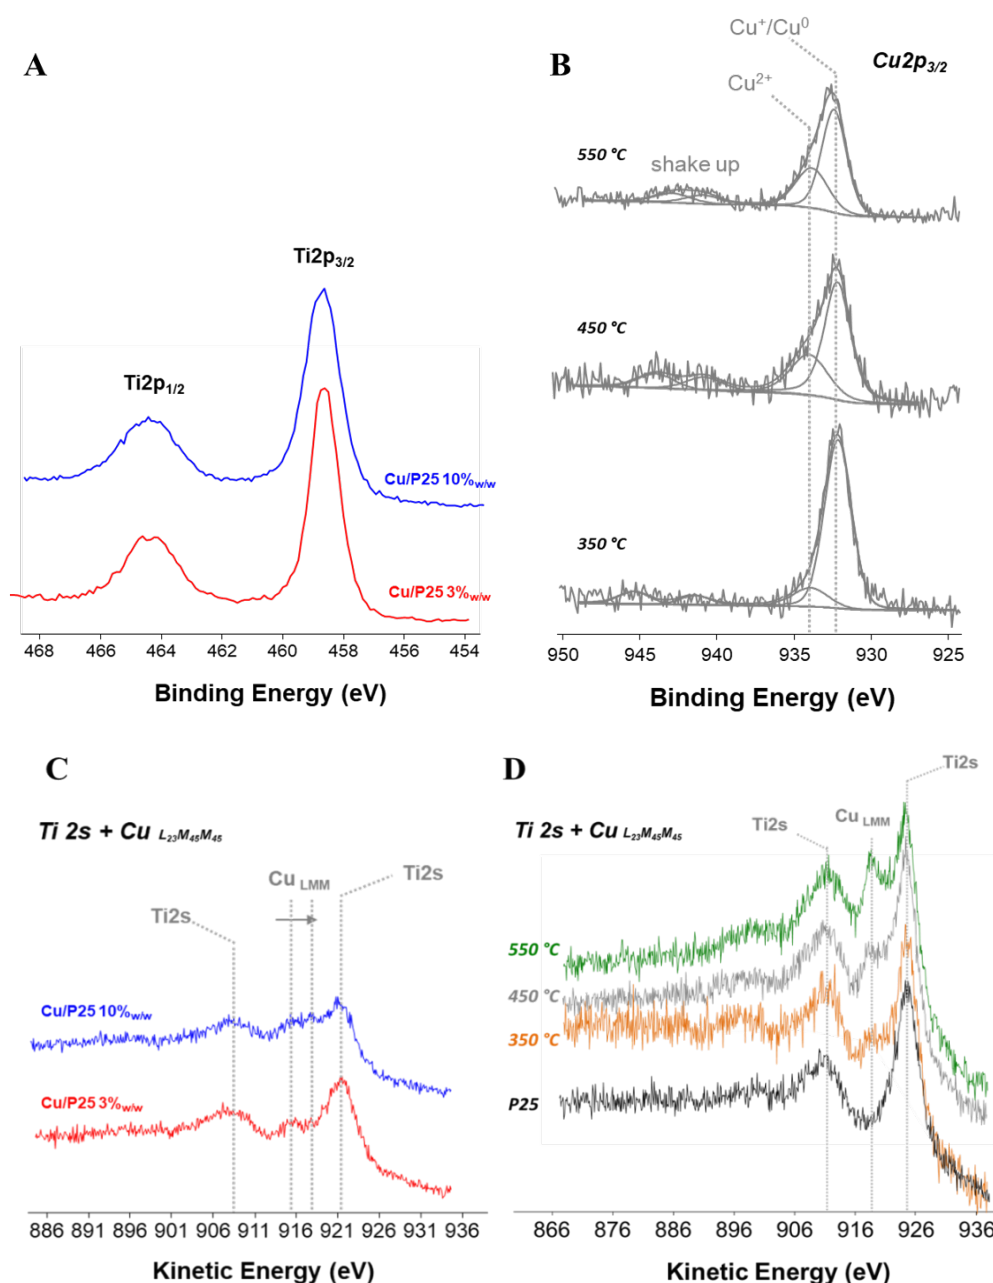 A
Ti2p3/2
Ti2p1/2
Cu/P25 10%w/w
Cu/P25 3%w/w
468 466 464 462 460 458 456 454
Binding Energy (eV)
B
Cu+/Cu0
Cu2p3/2
Cu2+
550 °C
shake up
450 °C
350 °C
950 945 940 935 930 925
Binding Energy (eV)
C
Ti 2s + Cu L23M45M45
Cu LMM
Ti2s
Ti2s
Cu/P25 10%w/w
Cu/P25 3%w/w
886 891 896 901 906 911 916 921 926 931 936
Kinetic Energy (eV)
D
Ti2s
Ti 2s + Cu L23M45M45
Ti2s
Cu LMM
550 °C
450 °C
350 °C
P25
866 876 886 896 906 916 926 936
Kinetic Energy (eV)